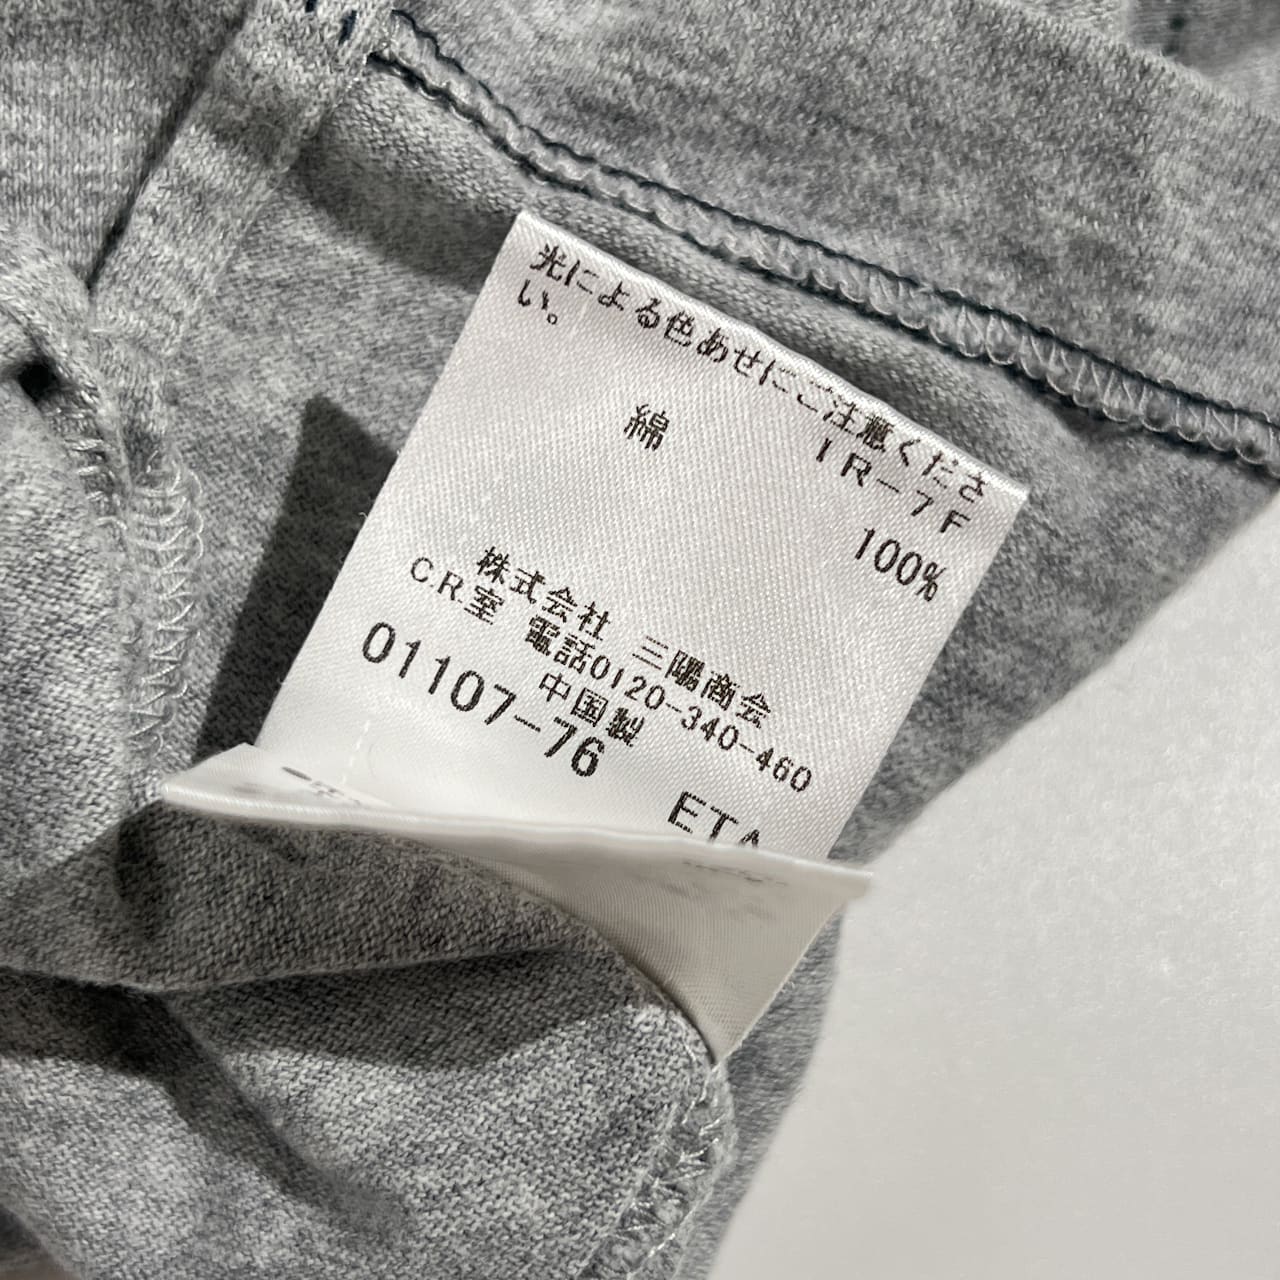 光による色あせにご注意くださ
い。
IR-7F
綿 100%
株式会社 三陽商会
C.R.室 電話0120-340-460
中国製
01107-76
ETA